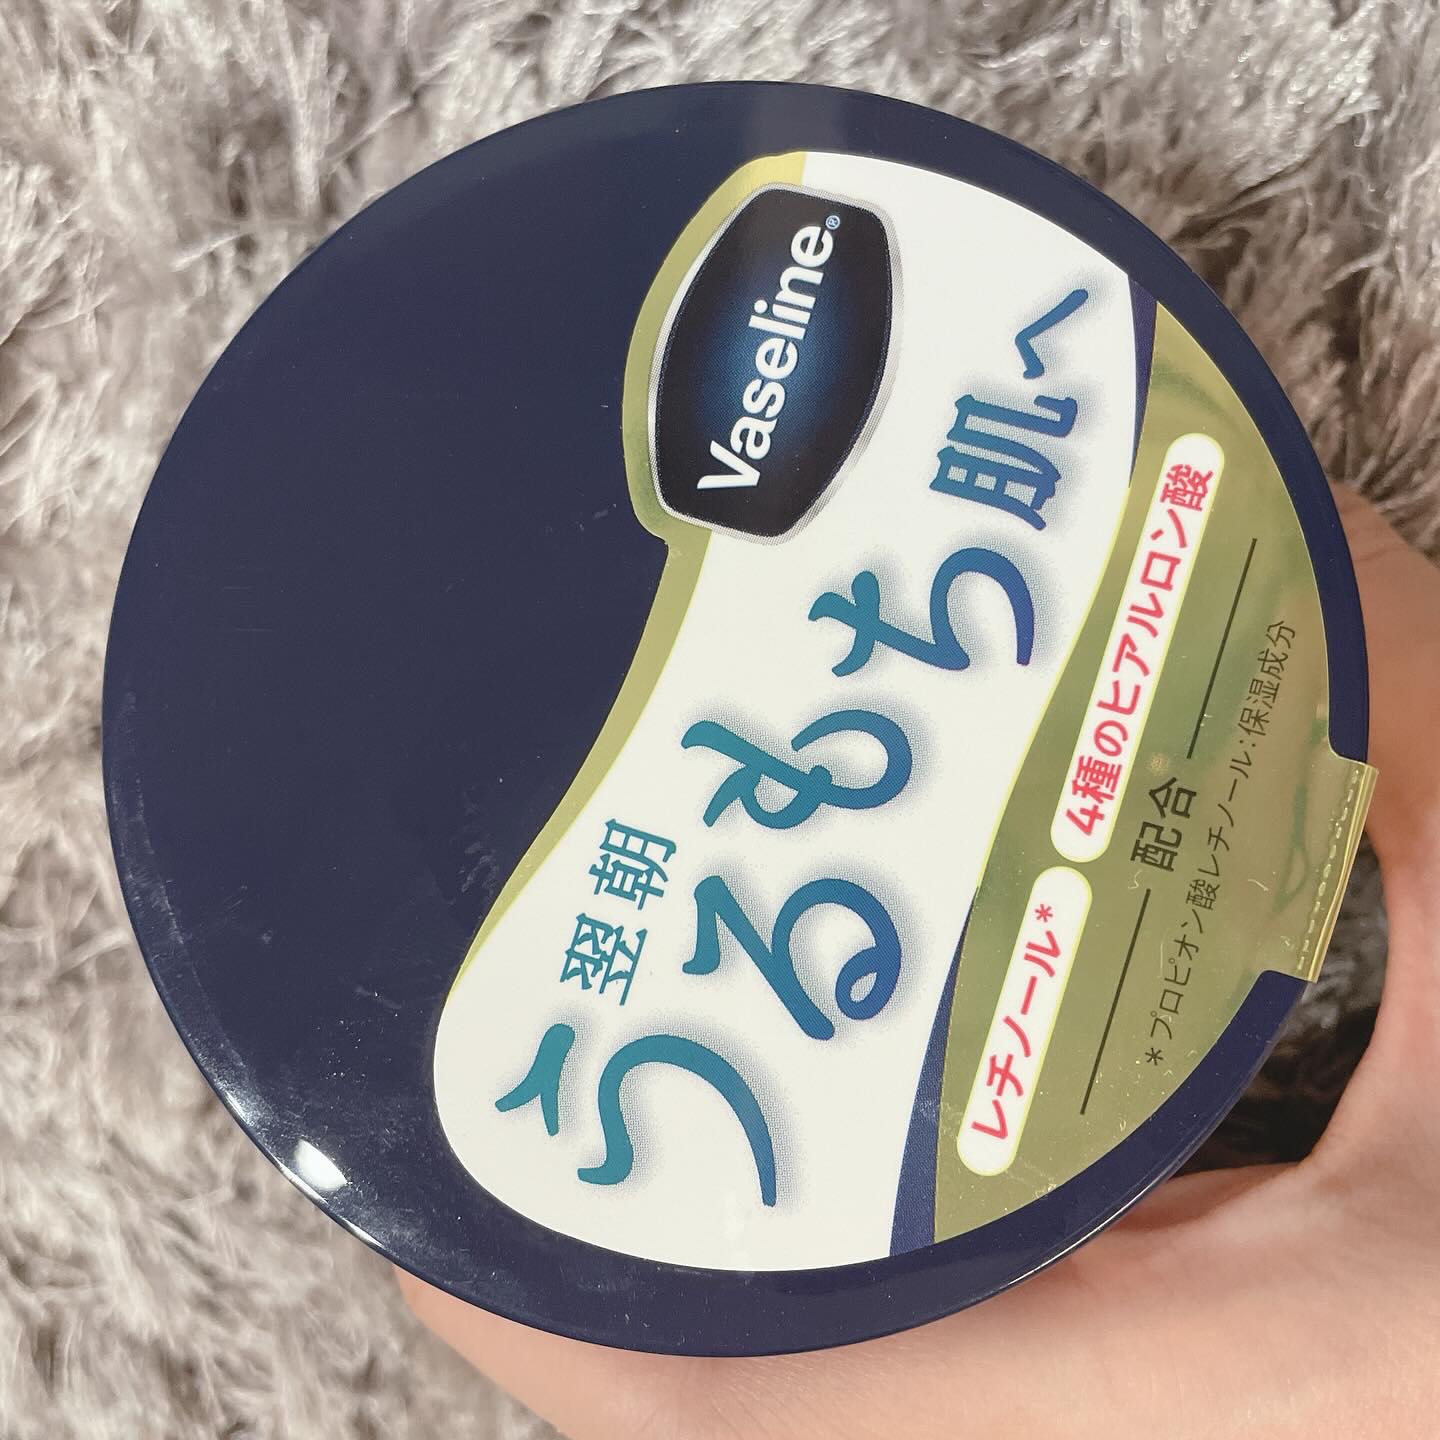 Vaseline®
翌朝
うるもち肌へ
レチノール* 4種のヒアルロン酸
配合
*プロピオン酸レチノール:保湿成分